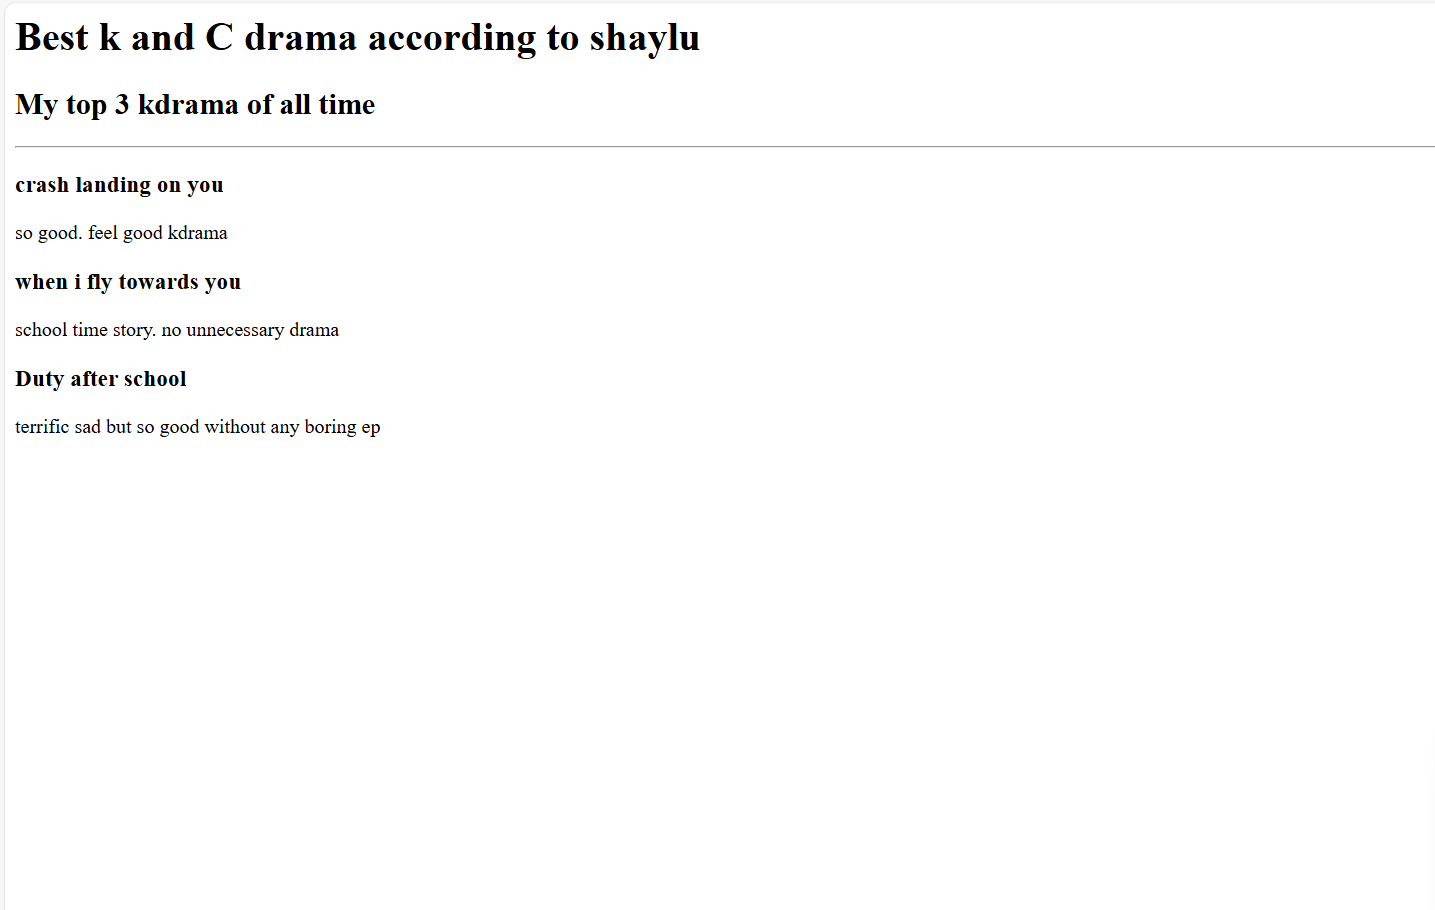 Best k and C drama according to shaylu
My top 3 kdrama of all time
crash landing on you
so good. feel good kdrama
when i fly towards you
school time story. no unnecessary drama
Duty after school
terrific sad but so good without any boring ep